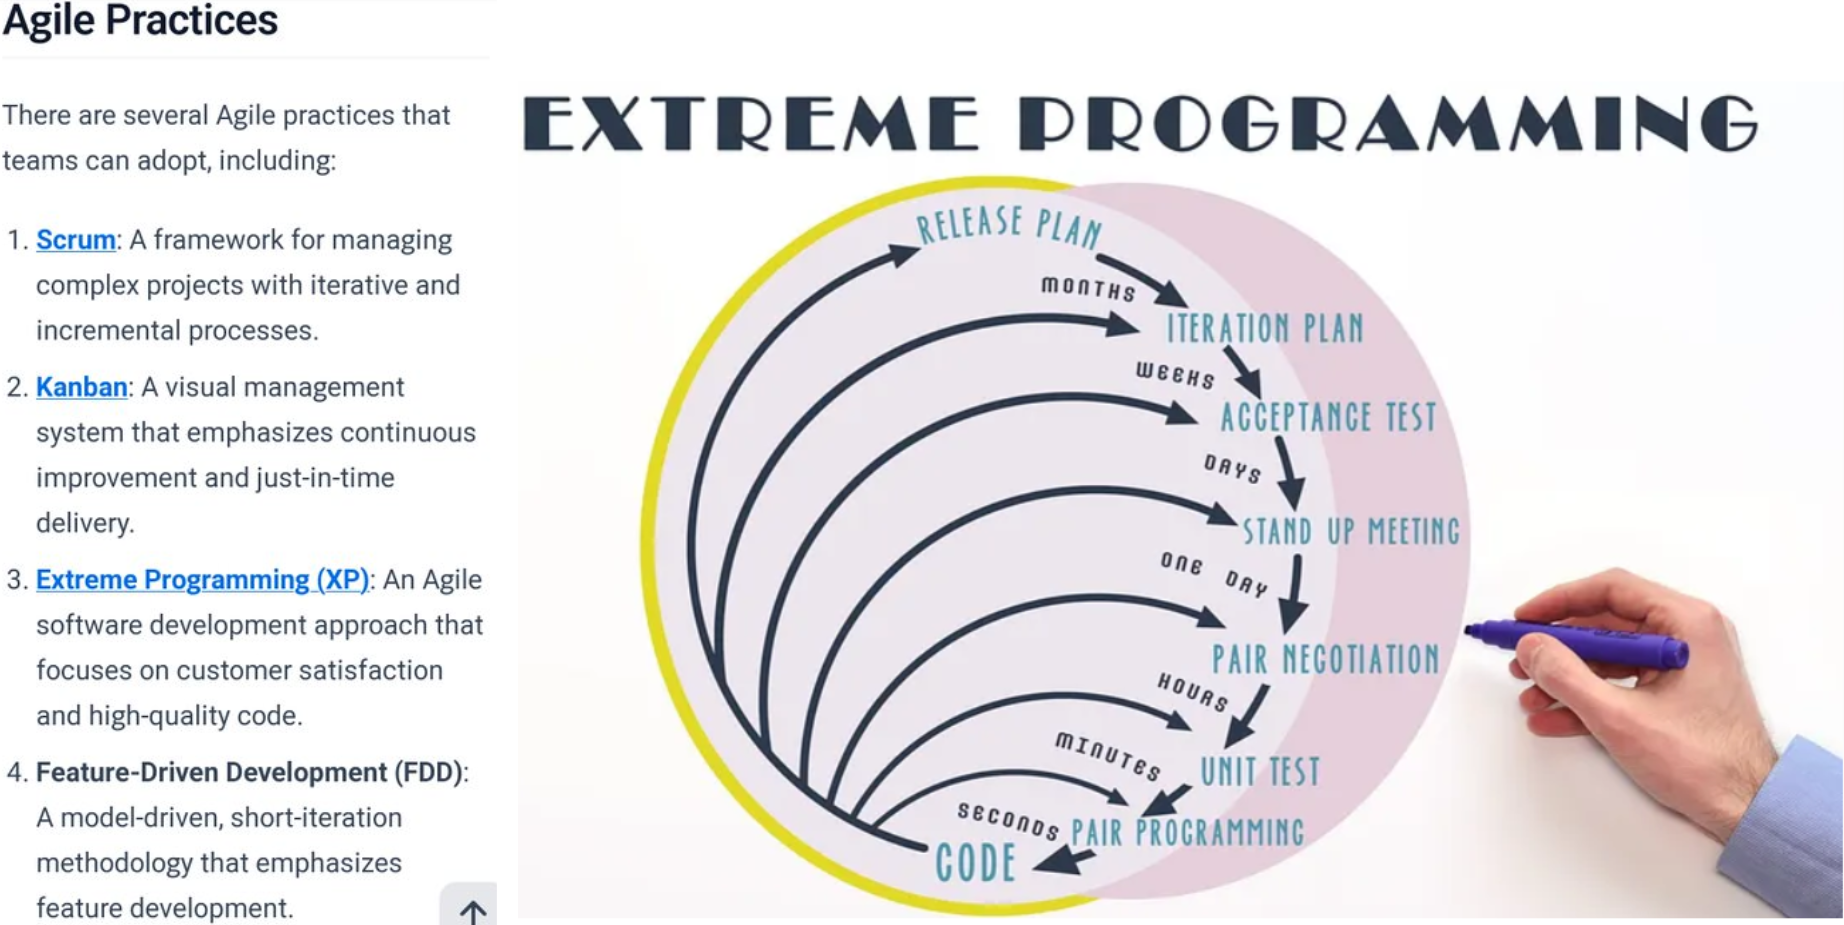 Agile Practices
There are several Agile practices that
teams can adopt, including:
1. Scrum: A framework for managing
complex projects with iterative and
incremental processes.
2. Kanban: A visual management
system that emphasizes continuous
improvement and just-in-time
delivery.
3. Extreme Programming (XP): An Agile
software development approach that
focuses on customer satisfaction
and high-quality code.
4. Feature-Driven Development (FDD):
A model-driven, short-iteration
methodology that emphasizes
feature development.
EXTREME PROGRAMMING
RELEASE PLAN
MONTHS
ITERATION PLAN
WEEKS
ACCEPTANCE TEST
DAYS
STAND UP MEETING
ONE DAY
PAIR NEGOTIATION
HOURS
UNIT TEST
MINUTES
PAIR PROGRAMMING
SECONDS
CODE